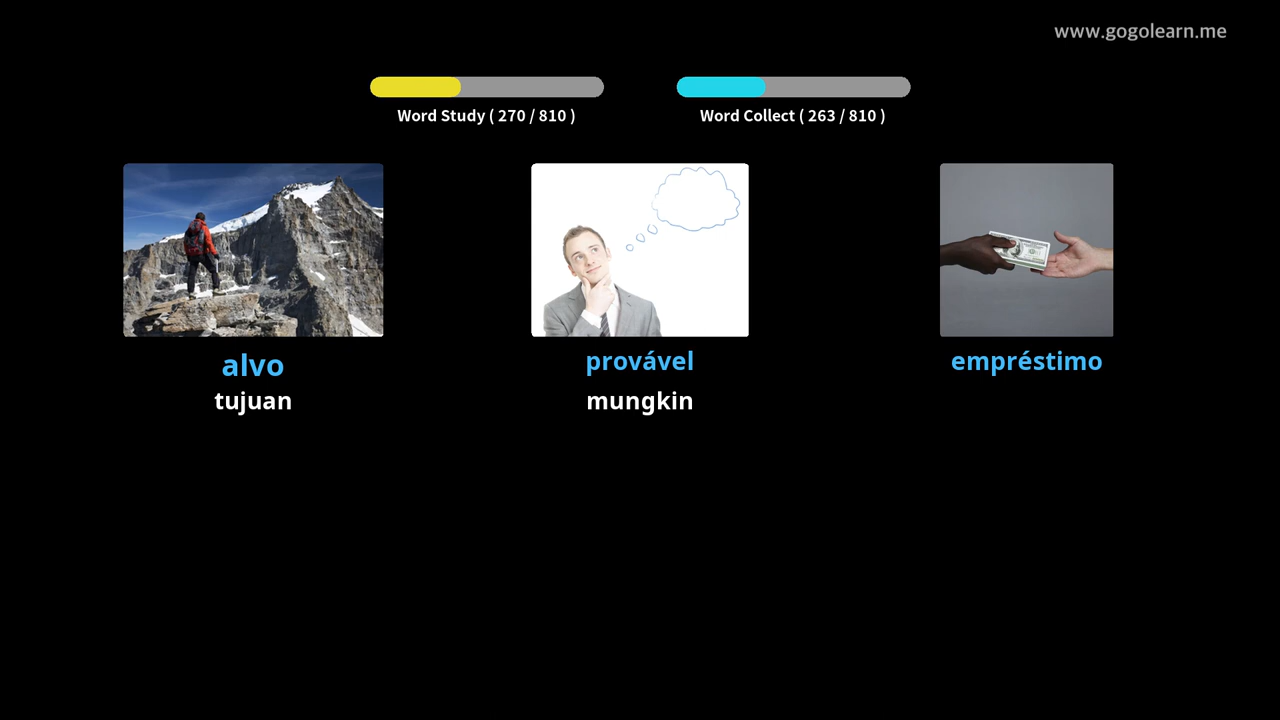 www.gogolearn.me
Word Study ( 270 / 810 )
Word Collect ( 263 / 810 )
alvo
tujuan
provável
mungkin
empréstimo